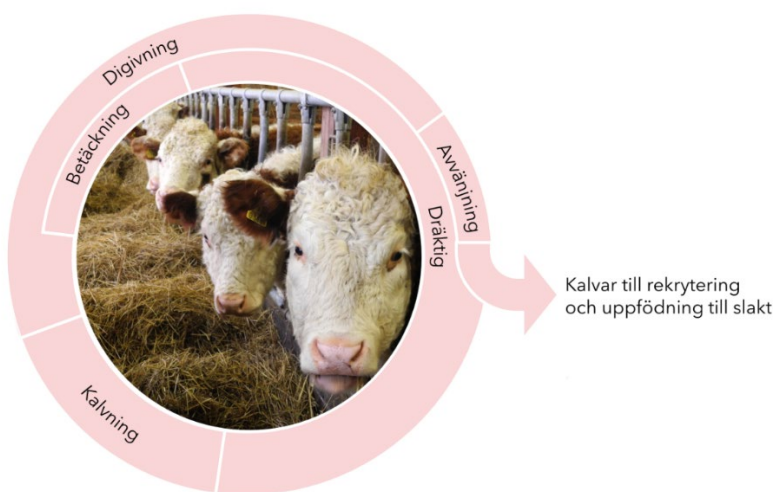 Digivning
Betäckning
Avvänjning
Dräktig
Kalvar till rekrytering
och uppfödning till slakt
Kalvning